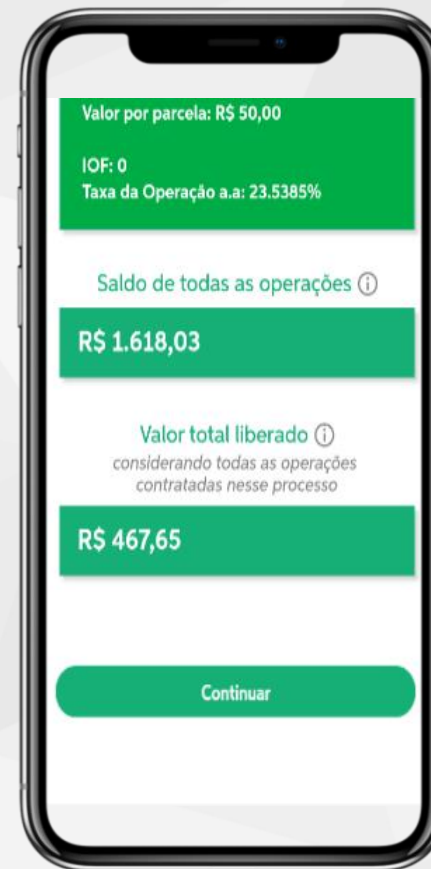 Valor por parcela: R$ 50,00
IOF: 0
Taxa da Operação a.a: 23.5385%
Saldo de todas as operações
R$ 1.618,03
Valor total liberado
considerando todas as operações
contratadas nesse processo
R$ 467,65
Continuar